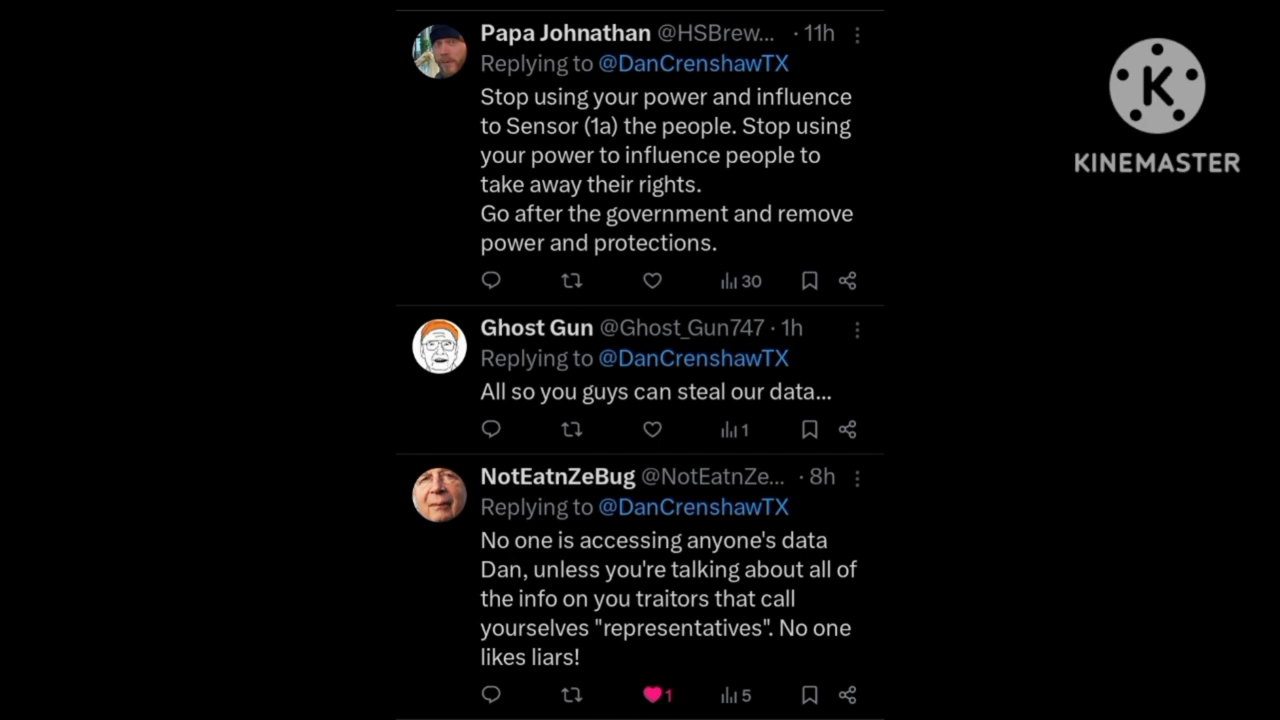 Papa Johnathan @HSBrew... · 11h
Replying to @DanCrenshawTX
Stop using your power and influence
to Sensor (1a) the people. Stop using
your power to influence people to
take away their rights.
Go after the government and remove
power and protections.
30
Ghost Gun @Ghost_Gun747 · 1h
Replying to @DanCrenshawTX
All so you guys can steal our data...
1
NotEatnZeBug @NotEatnZe... · 8h
Replying to @DanCrenshawTX
No one is accessing anyone's data
Dan, unless you're talking about all of
the info on you traitors that call
yourselves "representatives". No one
likes liars!
1 5
K
KINEMASTER